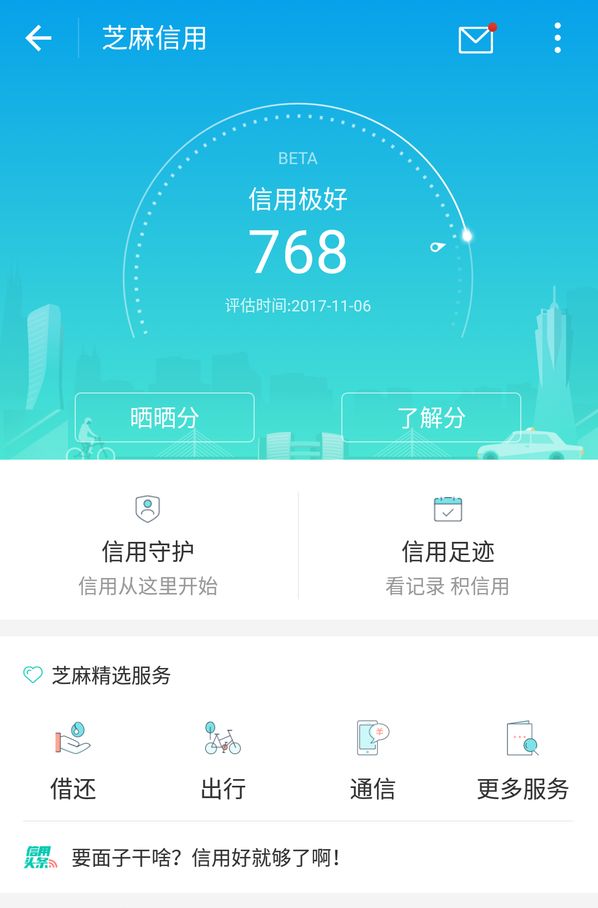 芝麻信用
BETA
信用极好
768
评估时间:2017-11-06
晒晒分
了解分
信用守护
信用足迹
信用从这里开始
看记录 积信用
芝麻精选服务
借还
出行
通信
更多服务
信用
头条
要面子干啥？信用好就够了啊！